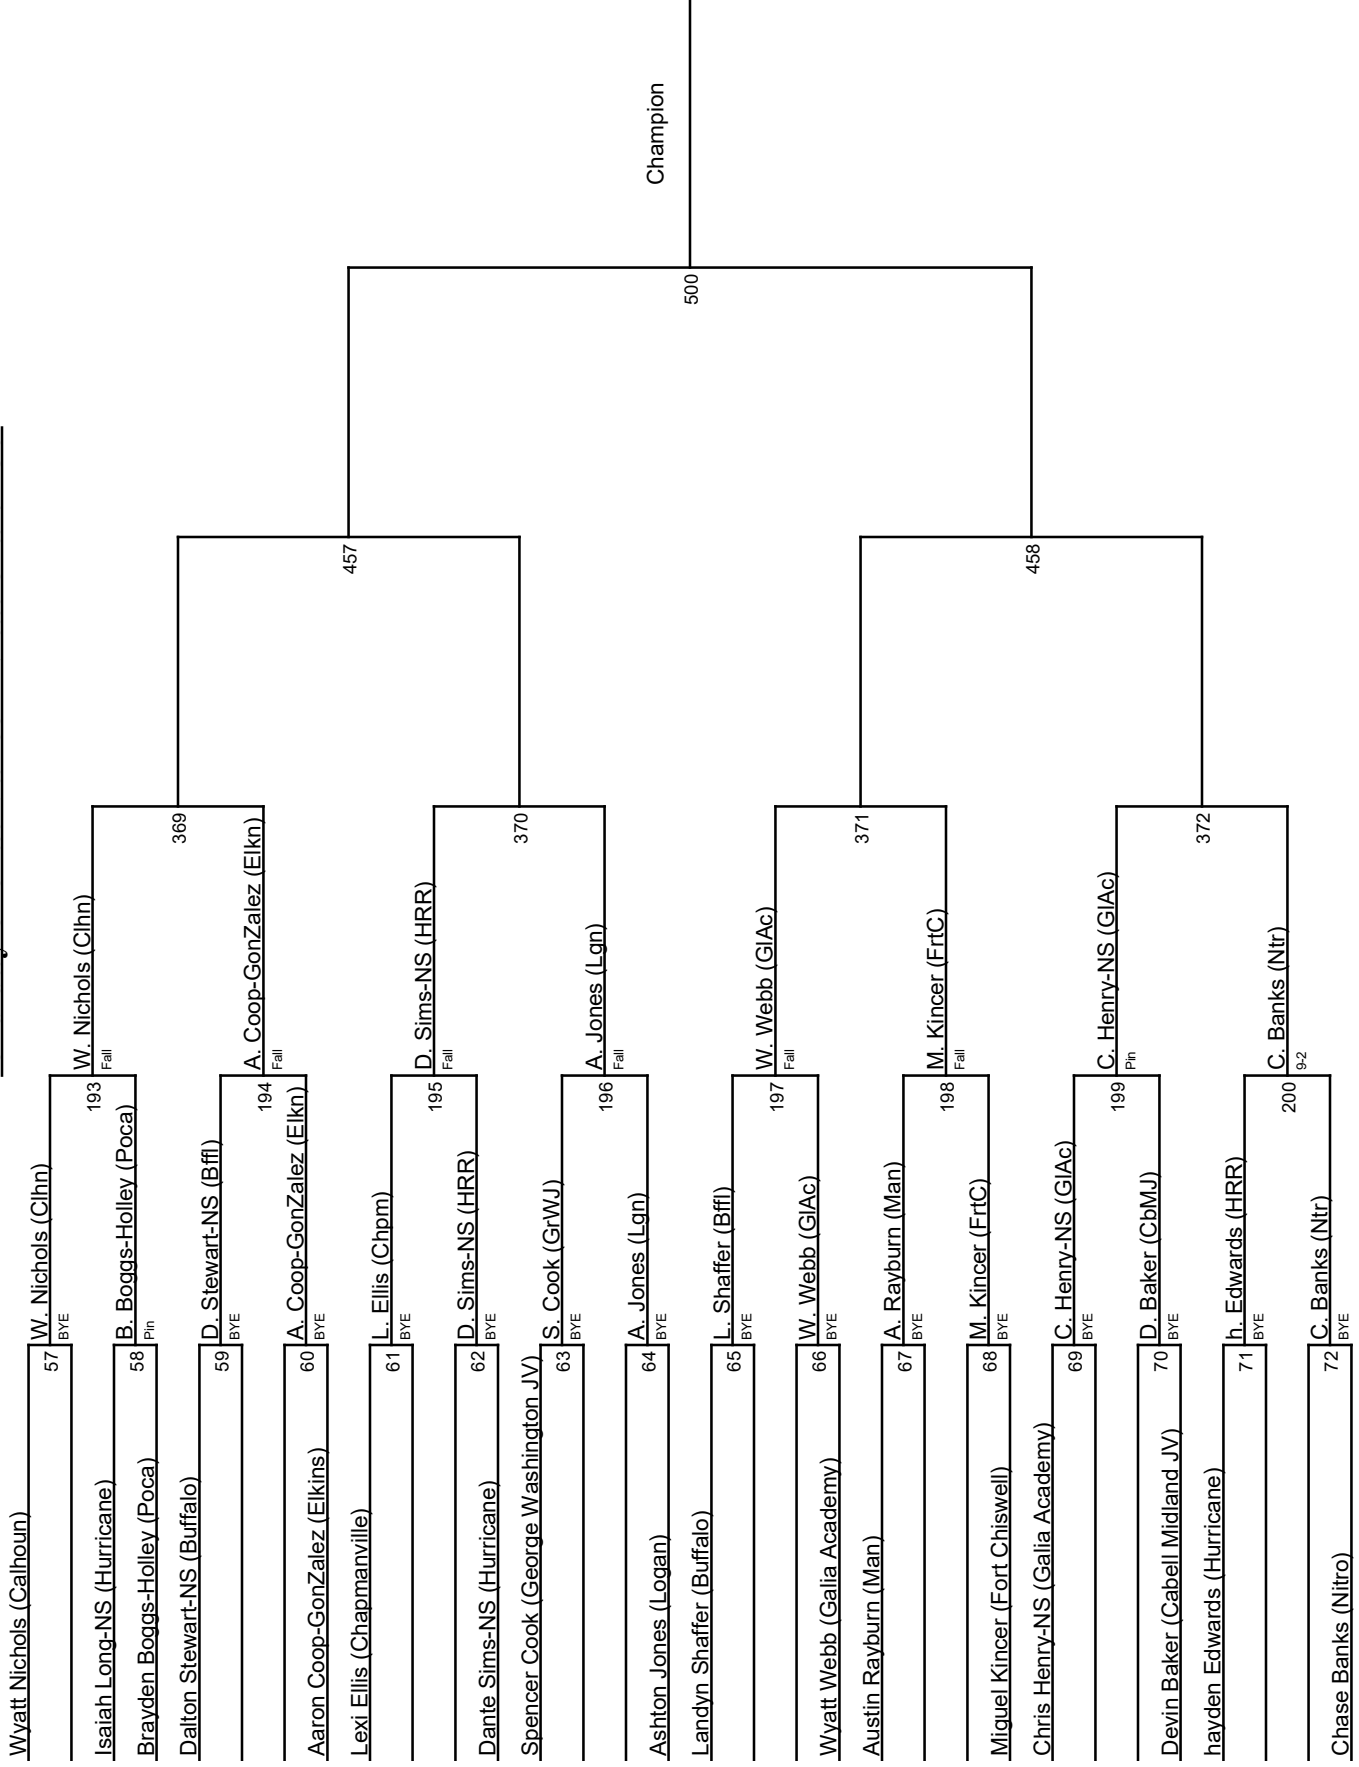 Wyatt Nichols (Calhoun)
Isaiah Long-NS (Hurricane)
Brayden Boggs-Holley (Poca)
Dalton Stewart-NS (Buffalo)
Aaron Coop-GonZalez (Elkins)
Lexi Ellis (Chapmanville)
Dante Sims-NS (Hurricane)
Spencer Cook (George Washington JV)
Ashton Jones (Logan)
Landyn Shaffer (Buffalo)
Wyatt Webb (Galia Academy)
Austin Rayburn (Man)
Miguel Kincer (Fort Chiswell)
Chris Henry-NS (Galia Academy)
Devin Baker (Cabell Midland JV)
hayden Edwards (Hurricane)
Chase Banks (Nitro)
57
58
59
60
61
62
63
64
65
66
67
68
69
70
71
72
W. Nichols (Clhn)
BYE
B. Boggs-Holley (Poca)
Pin
D. Stewart-NS (Bffl)
BYE
A. Coop-GonZalez (Elkn)
BYE
L. Ellis (Chpm)
BYE
D. Sims-NS (HRR)
BYE
S. Cook (GrWJ)
BYE
A. Jones (Lgn)
BYE
L. Shaffer (Bffl)
BYE
W. Webb (GlAc)
BYE
A. Rayburn (Man)
BYE
M. Kincer (FrtC)
BYE
C. Henry-NS (GlAc)
BYE
D. Baker (CbMJ)
BYE
h. Edwards (HRR)
BYE
C. Banks (Ntr)
BYE
193
194
195
196
197
198
199
200
W. Nichols (Clhn)
Fall
A. Coop-GonZalez (Elkn)
Fall
D. Sims-NS (HRR)
Fall
A. Jones (Lgn)
Fall
W. Webb (GlAc)
Fall
M. Kincer (FrtC)
Fall
C. Henry-NS (GlAc)
Pin
C. Banks (Ntr)
9-2
369
370
371
372
457
458
500
Champion